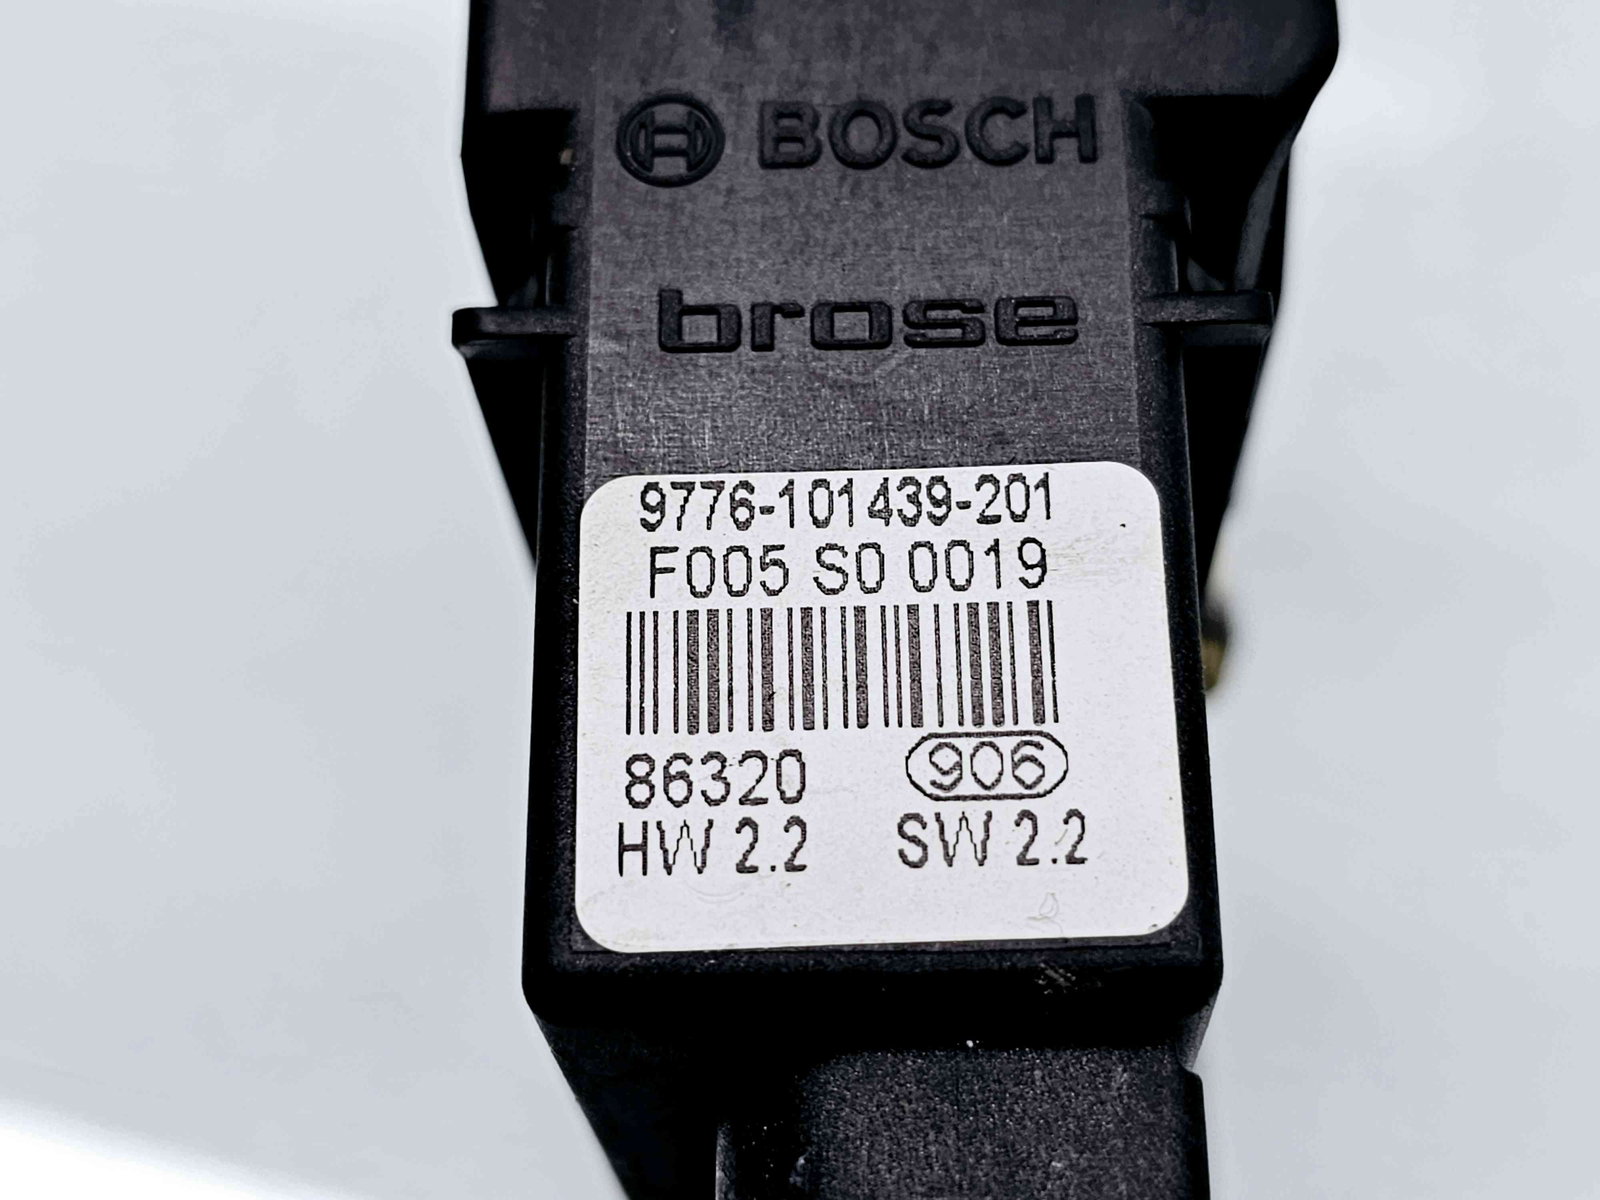 BOSCH
brose
9776-101439-201
F005 S0 0019
86320 906
HW 2.2 SW 2.2